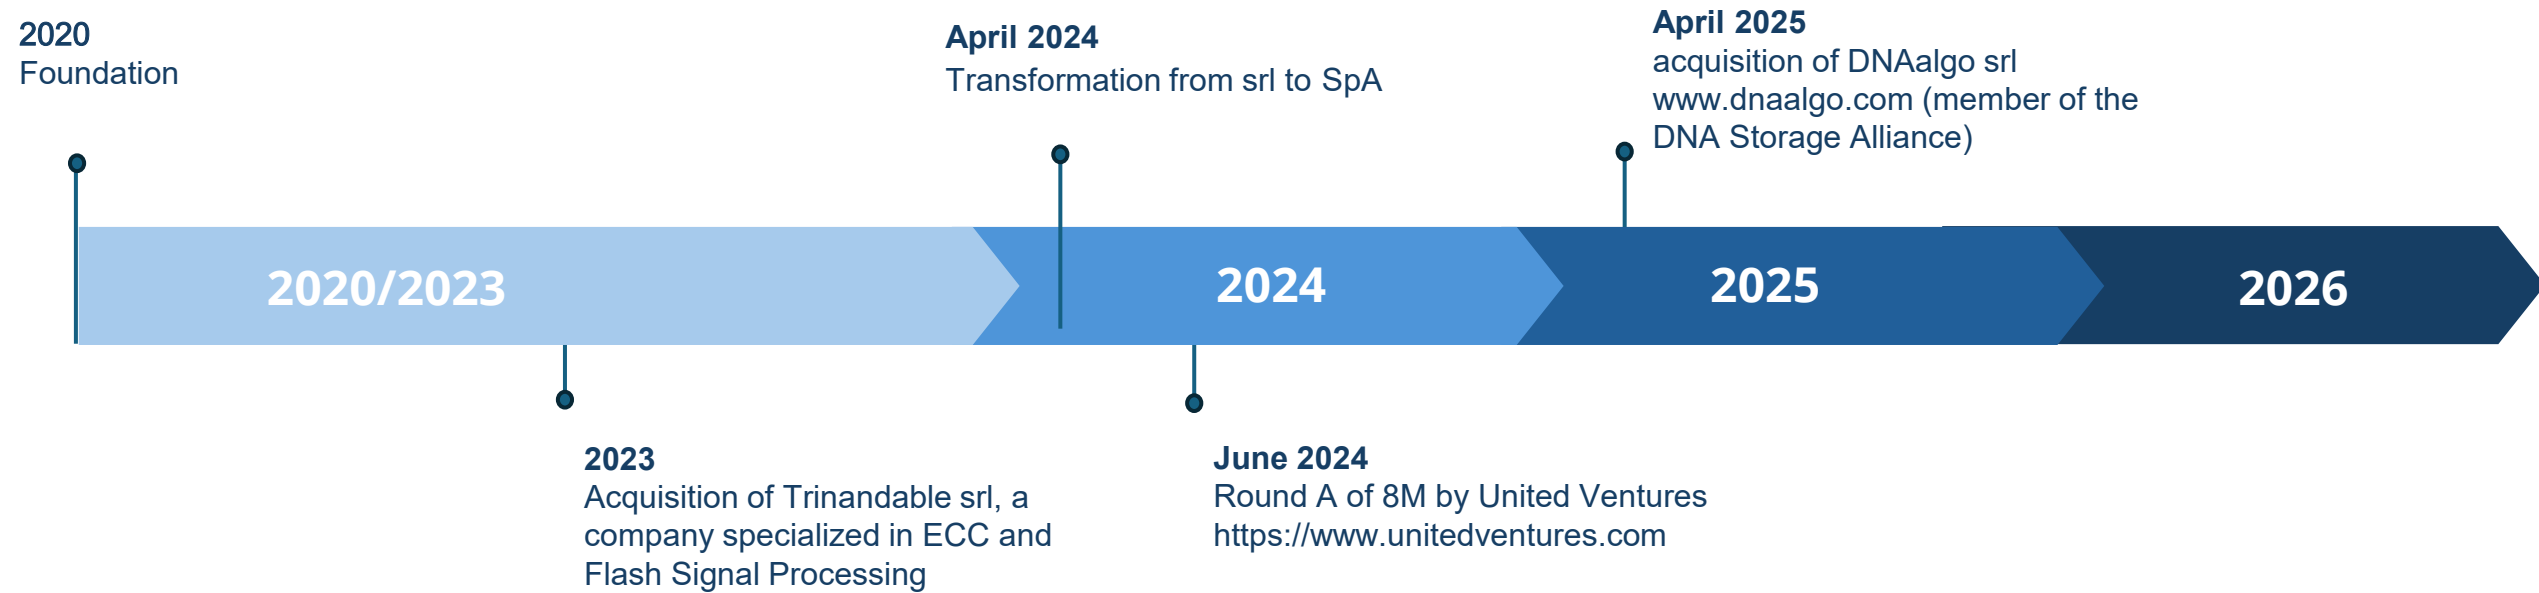 2020
Foundation
April 2024
Transformation from srl to SpA
April 2025
acquisition of DNAalgo srl
www.dnaalgo.com (member of the
DNA Storage Alliance)
2020/2023
2024
2025
2026
2023
Acquisition of Trinandable srl, a
company specialized in ECC and
Flash Signal Processing
June 2024
Round A of 8M by United Ventures
https://www.unitedventures.com